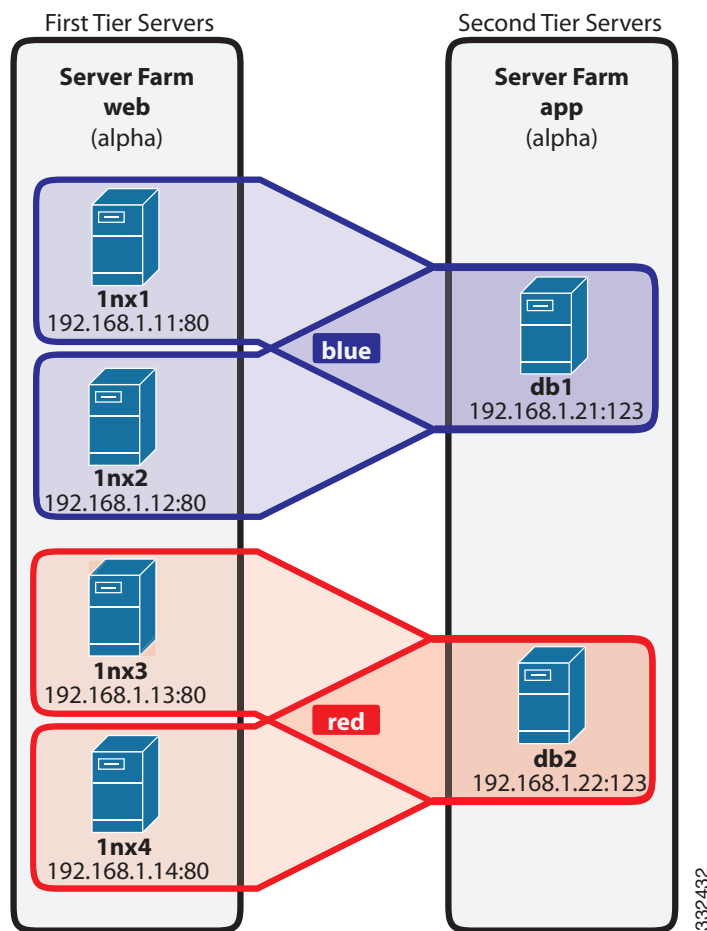 First Tier Servers
Second Tier Servers
Server Farm
web
(alpha)
Server Farm
app
(alpha)
1nx1
192.168.1.11:80
blue
db1
192.168.1.21:123
1nx2
192.168.1.12:80
1nx3
192.168.1.13:80
red
db2
192.168.1.22:123
1nx4
192.168.1.14:80
332432